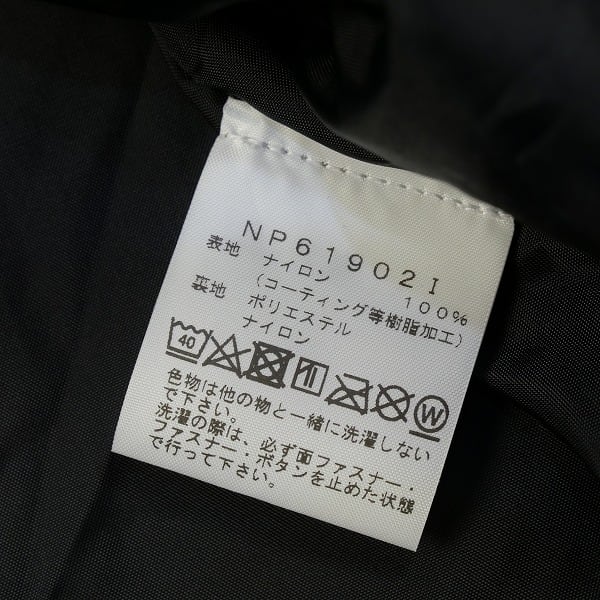 NP61902I
表地 ナイロン 100%
(コーティング等樹脂加工)
裏地 ポリエステル
ナイロン
40 W
色物は他の物と一緒に洗濯しない
で下さい。
洗濯の際は、必ず面ファスナー・
ファスナー・ボタンを止めた状態
で行って下さい。